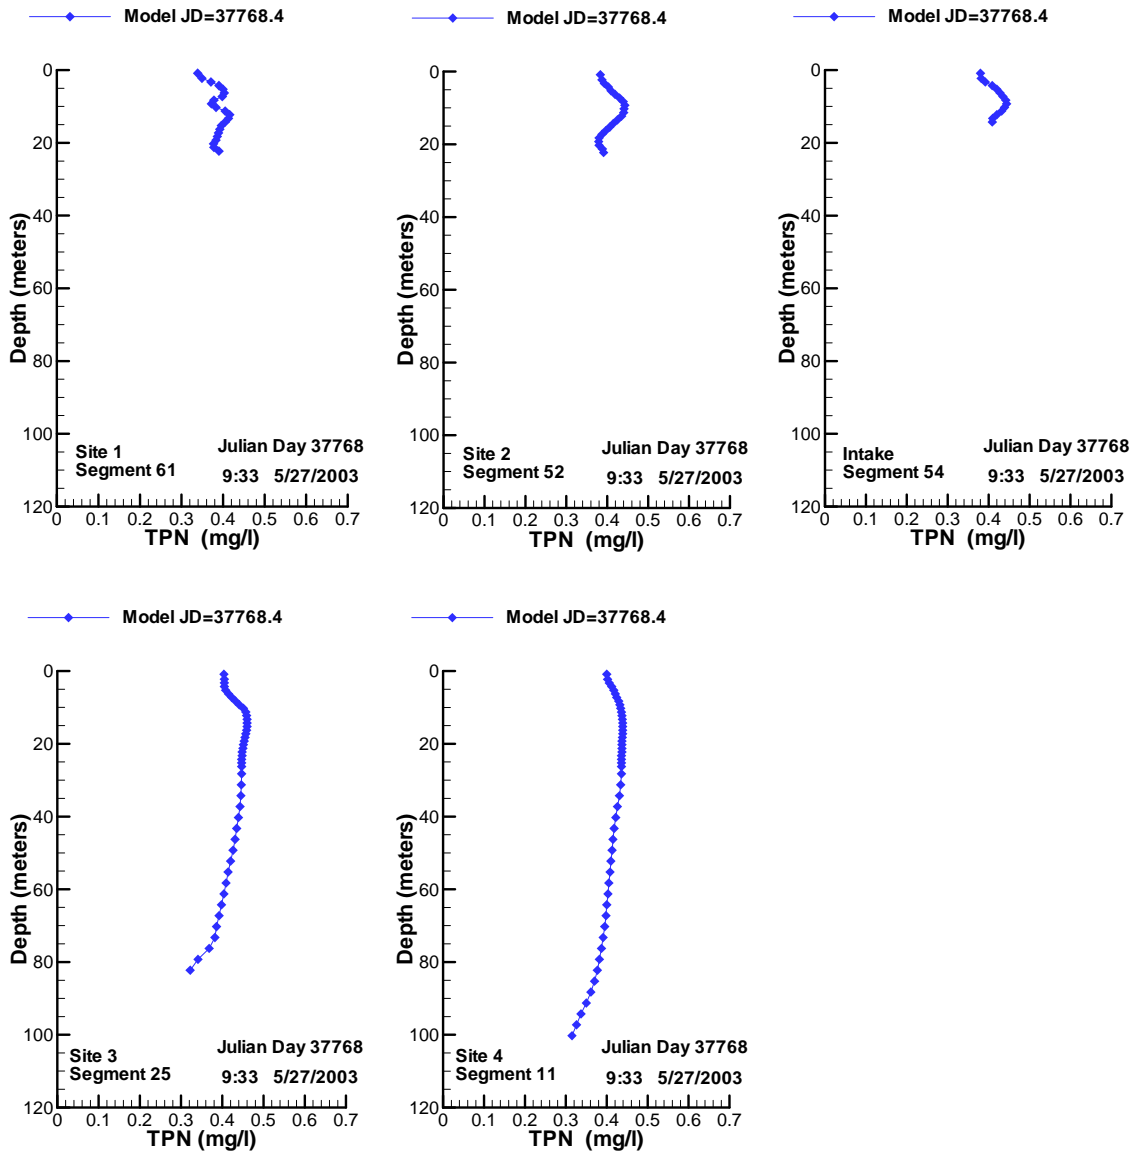 Model JD=37768.4
0
20
40
60
80
100
120
Depth (meters)
Site 1
Segment 61
Julian Day 37768
9:33 5/27/2003
0 0.1 0.2 0.3 0.4 0.5 0.6 0.7
TPN (mg/l)
Model JD=37768.4
0
20
40
60
80
100
120
Depth (meters)
Site 2
Segment 52
Julian Day 37768
9:33 5/27/2003
0 0.1 0.2 0.3 0.4 0.5 0.6 0.7
TPN (mg/l)
Model JD=37768.4
0
20
40
60
80
100
120
Depth (meters)
Intake
Segment 54
Julian Day 37768
9:33 5/27/2003
0 0.1 0.2 0.3 0.4 0.5 0.6 0.7
TPN (mg/l)
Model JD=37768.4
0
20
40
60
80
100
120
Depth (meters)
Site 3
Segment 25
Julian Day 37768
9:33 5/27/2003
0 0.1 0.2 0.3 0.4 0.5 0.6 0.7
TPN (mg/l)
Model JD=37768.4
0
20
40
60
80
100
120
Depth (meters)
Site 4
Segment 11
Julian Day 37768
9:33 5/27/2003
0 0.1 0.2 0.3 0.4 0.5 0.6 0.7
TPN (mg/l)